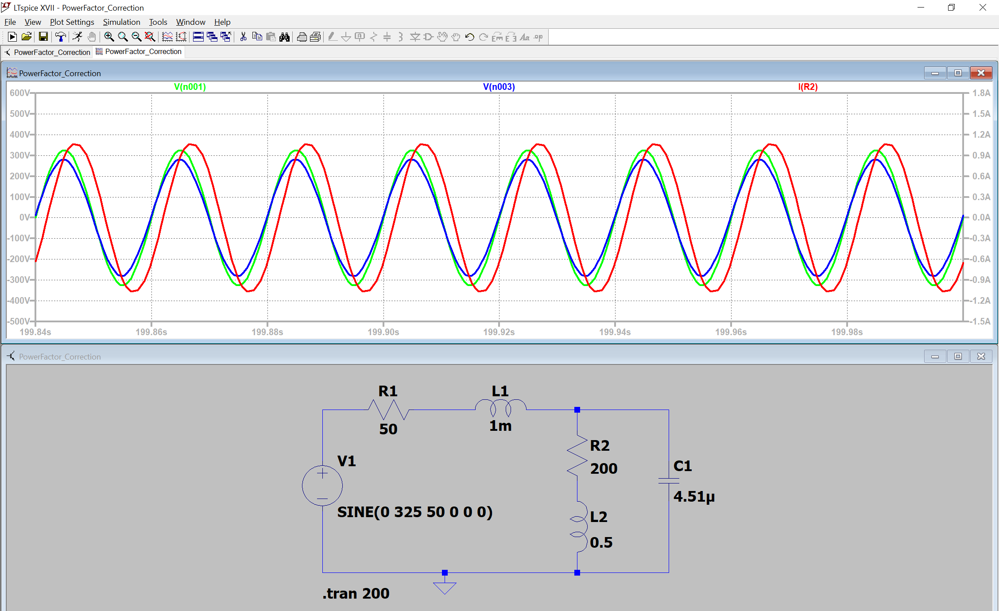 LTspice XVII - PowerFactor_Correction
File View Plot Settings Simulation Tools Window Help
Aa .op
PowerFactor_Correction PowerFactor_Correction
PowerFactor_Correction
V(n001) V(n003) I(R2)
600V 1.8A
500V 1.5A
400V 1.2A
300V 0.9A
200V 0.6A
100V 0.3A
0V 0.0A
-100V -0.3A
-200V -0.6A
-300V -0.9A
-400V -1.2A
-500V -1.5A
199.84s 199.86s 199.88s 199.90s 199.92s 199.94s 199.96s 199.98s
PowerFactor_Correction
R1
50
L1
1m
R2
200
V1
SINE(0 325 50 0 0 0)
C1
4.51µ
L2
0.5
.tran 200